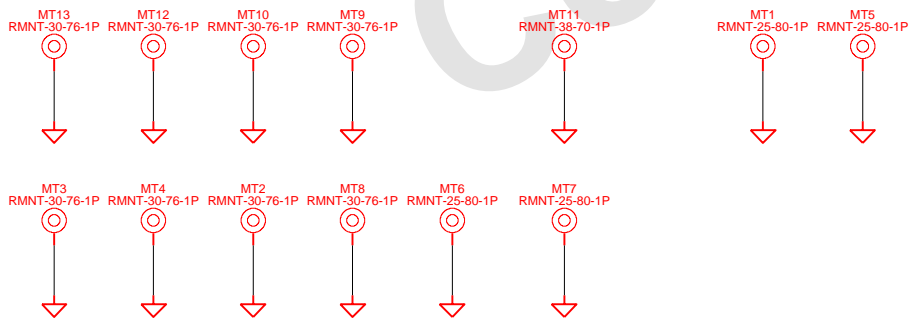 MT13 MT12 MT10 MT9 MT11 MT1 MT5
RMNT-30-76-1P RMNT-30-76-1P RMNT-30-76-1P RMNT-30-76-1P RMNT-38-70-1P RMNT-25-80-1P RMNT-25-80-1P
MT3 MT4 MT2 MT8 MT6 MT7
RMNT-30-76-1P RMNT-30-76-1P RMNT-30-76-1P RMNT-30-76-1P RMNT-25-80-1P RMNT-25-80-1P